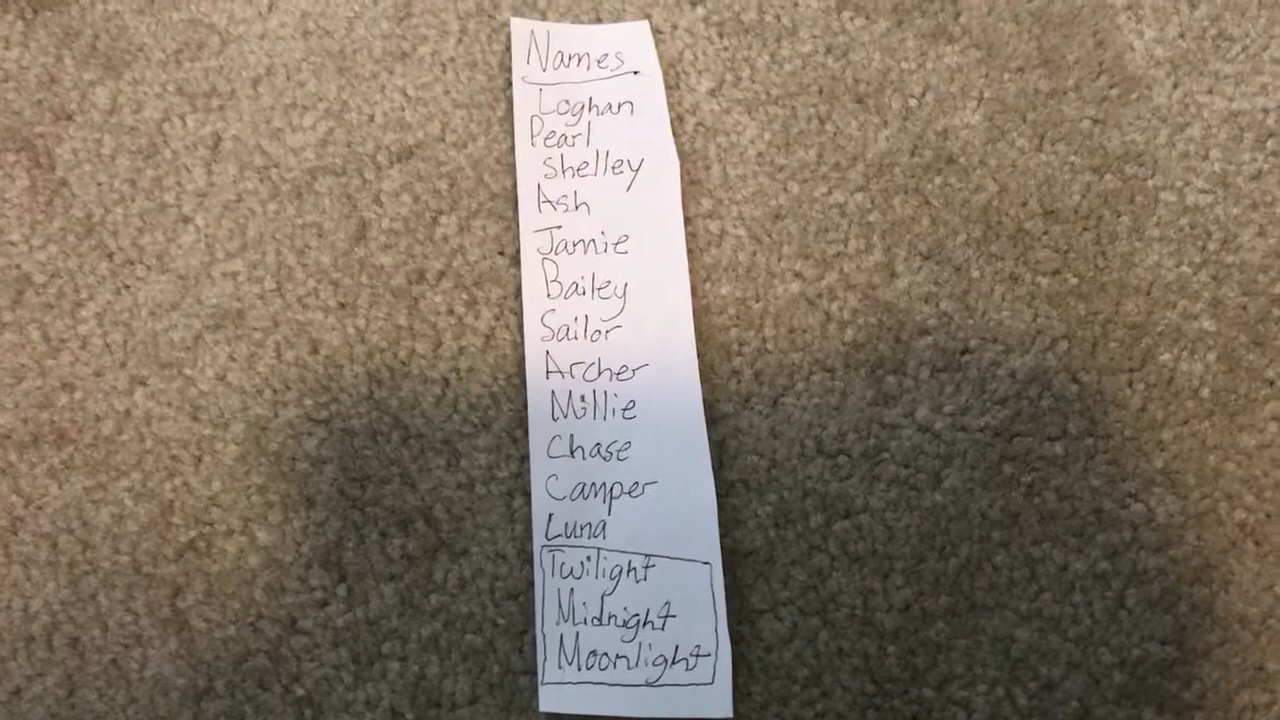 Names
Loghan
Pearl
Shelley
Ash
Jamie
Bailey
Sailor
Archer
Millie
Chase
Camper
Luna
Twilight
Midnight
Moonlight